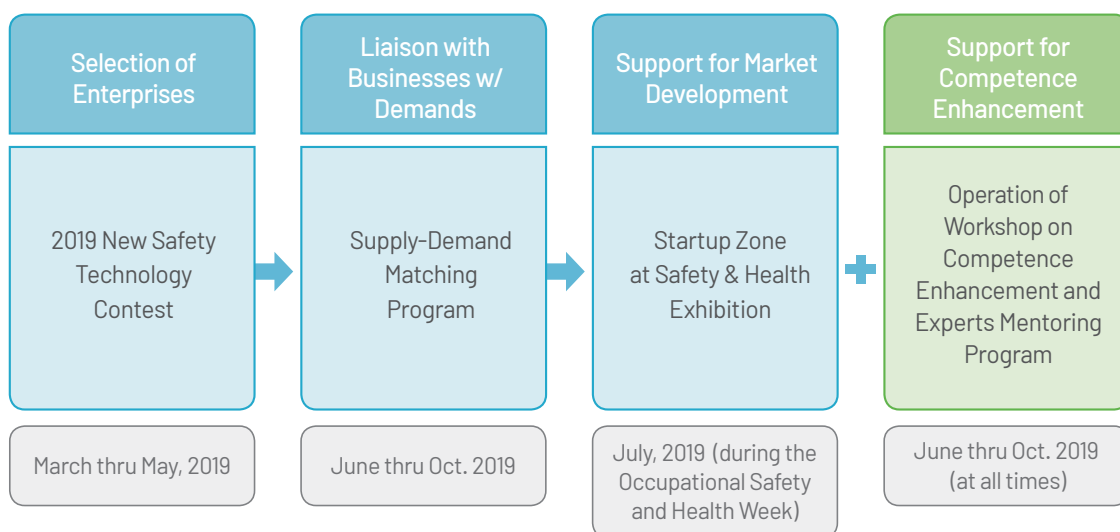 Selection of
Enterprises
2019 New Safety
Technology
Contest
March thru May, 2019
Liaison with
Businesses w/
Demands
Supply-Demand
Matching
Program
June thru Oct. 2019
Support for Market
Development
Startup Zone
at Safety & Health
Exhibition
July, 2019 (during the
Occupational Safety
and Health Week)
Support for
Competence
Enhancement
Operation of
Workshop on
Competence
Enhancement and
Experts Mentoring
Program
June thru Oct. 2019
(at all times)